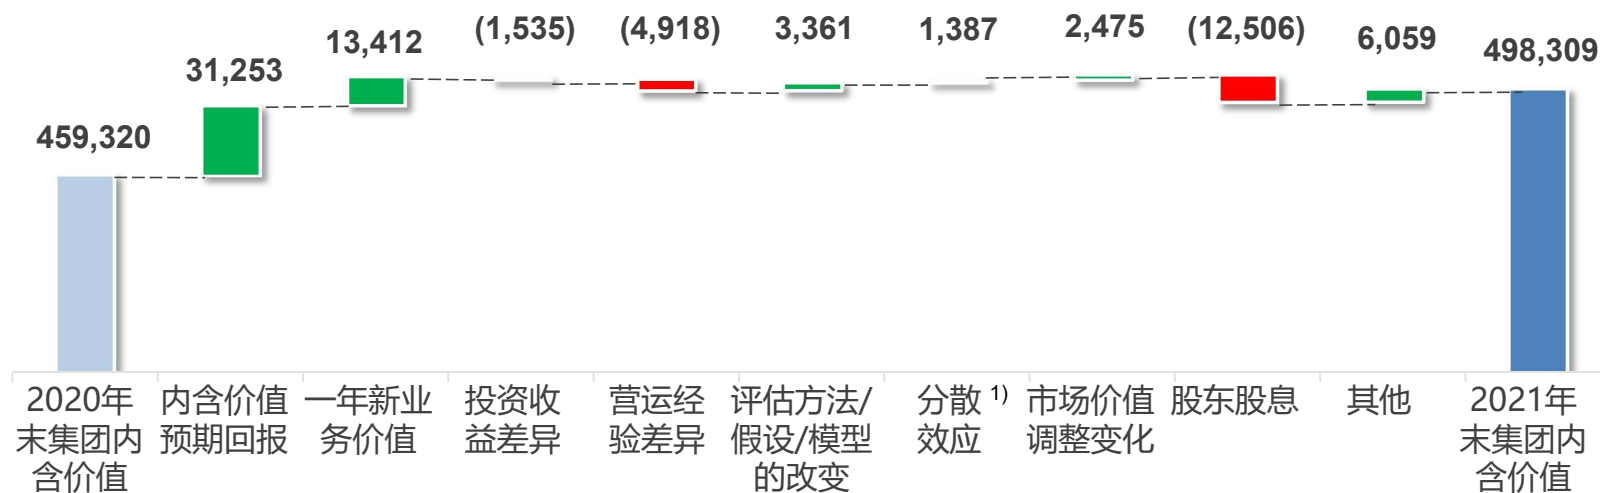 459,320
31,253
13,412
(1,535)
(4,918)
3,361
1,387
2,475
(12,506)
6,059
498,309
2020年
末集团内
含价值
内含价值
预期回报
一年新业
务价值
投资收
益差异
营运经
验差异
评估方法/
假设/模型
的改变
分散 1)
效应
市场价值
调整变化
股东股息
其他
2021年
末集团内
含价值